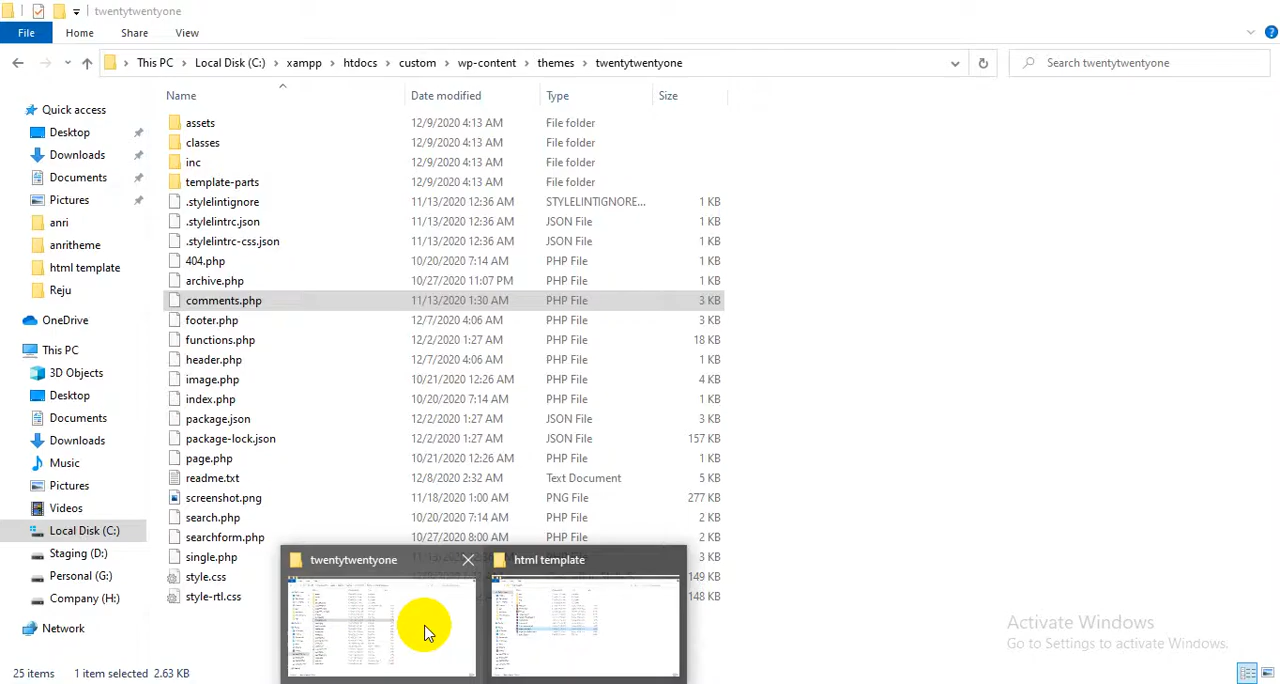 twentytwentyone
File Home Share View
This PC Local Disk (C:) xampp htdocs custom wp-content themes twentytwentyone
Search twentytwentyone
Name Date modified Type Size
Quick access
Desktop
Downloads
Documents
Pictures
anri
anritheme
html template
Reju
OneDrive
This PC
3D Objects
Desktop
Documents
Downloads
Music
Pictures
Videos
Local Disk (C:)
Staging (D:)
Personal (G:)
Company (H:)
Network
assets 12/9/2020 4:13 AM File folder
classes 12/9/2020 4:13 AM File folder
inc 12/9/2020 4:13 AM File folder
template-parts 12/9/2020 4:13 AM File folder
.stylelintignore 11/13/2020 12:36 AM STYLELINTIGNORE... 1 KB
.stylelintrc.json 11/13/2020 12:36 AM JSON File 1 KB
.stylelintrc-css.json 11/13/2020 12:36 AM JSON File 1 KB
404.php 10/20/2020 7:14 AM PHP File 1 KB
archive.php 10/27/2020 11:07 PM PHP File 1 KB
comments.php 11/13/2020 1:30 AM PHP File 3 KB
footer.php 12/7/2020 4:06 AM PHP File 3 KB
functions.php 12/2/2020 1:27 AM PHP File 18 KB
header.php 12/7/2020 4:06 AM PHP File 1 KB
image.php 10/21/2020 12:26 AM PHP File 4 KB
index.php 10/20/2020 7:14 AM PHP File 1 KB
package.json 12/2/2020 1:27 AM JSON File 3 KB
package-lock.json 12/2/2020 1:27 AM JSON File 157 KB
page.php 10/21/2020 12:26 AM PHP File 1 KB
readme.txt 12/8/2020 2:32 AM Text Document 5 KB
screenshot.png 11/18/2020 1:00 AM PNG File 277 KB
search.php 10/20/2020 7:14 AM PHP File 2 KB
searchform.php 10/27/2020 8:00 AM PHP File 2 KB
single.php PHP File 3 KB
style.css 149 KB
style-rtl.css 148 KB
twentytwentyone
html template
Activate Windows
Go to Settings to activate Windows.
25 items 1 item selected 2.63 KB